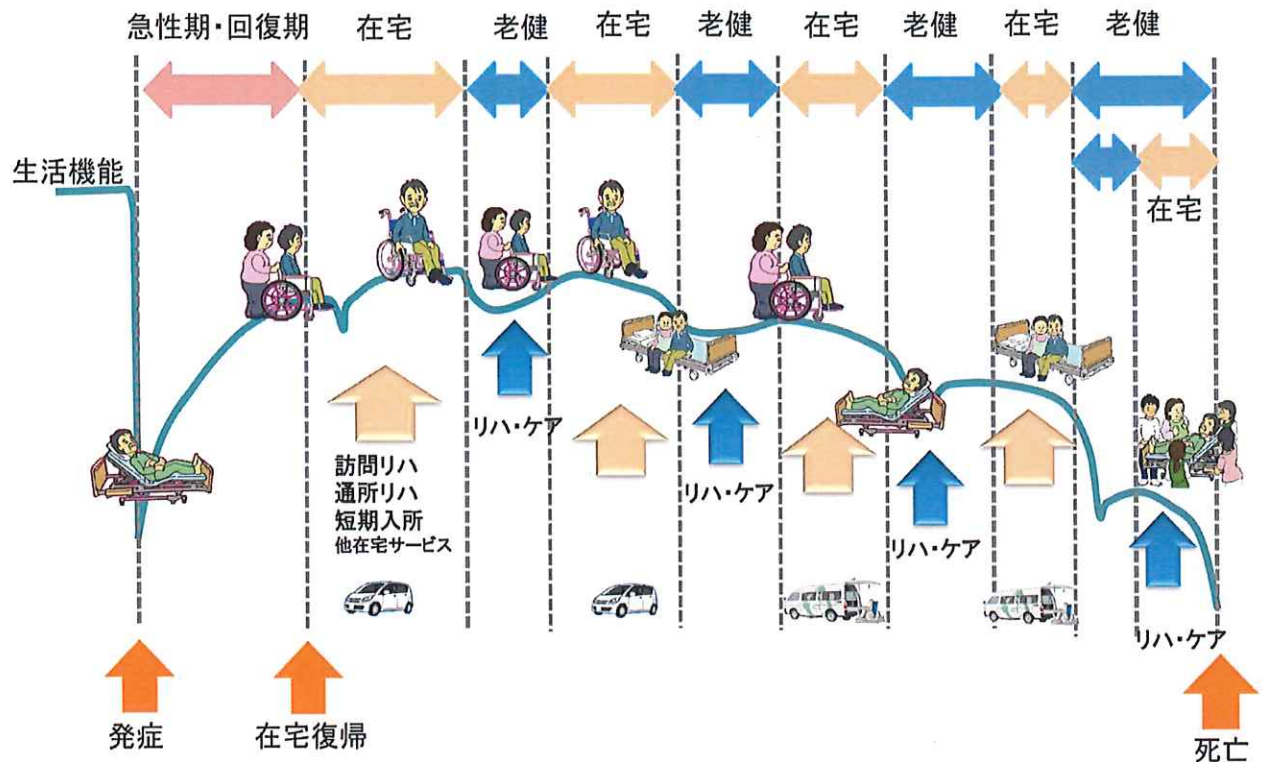 急性期・回復期
在宅
老健
在宅
老健
在宅
老健
在宅
老健
生活機能
在宅
リハ・ケア
訪問リハ
通所リハ
短期入所
他在宅サービス
リハ・ケア
リハ・ケア
リハ・ケア
発症
在宅復帰
死亡